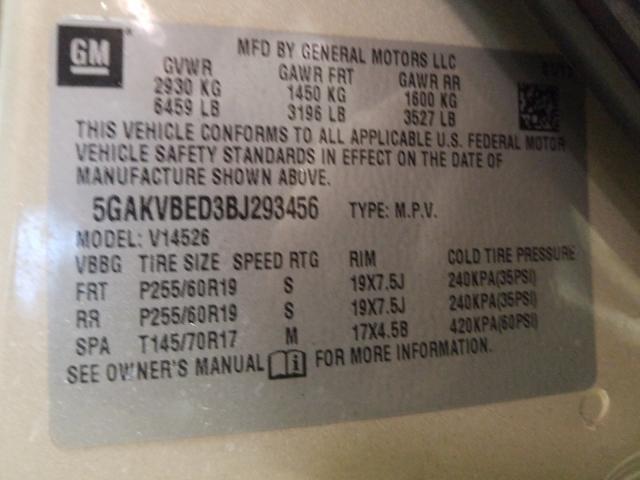 GM
MFD BY GENERAL MOTORS LLC
GVWR GAWR FRT GAWR RR
2930 KG 1450 KG 1600 KG
6459 LB 3196 LB 3527 LB
THIS VEHICLE CONFORMS TO ALL APPLICABLE U.S. FEDERAL MOTOR
VEHICLE SAFETY STANDARDS IN EFFECT ON THE DATE OF
MANUFACTURE SHOWN ABOVE.
5GAKVBED3BJ293456 TYPE: M.P.V.
MODEL: V14526
VBBG TIRE SIZE SPEED RTG RIM COLD TIRE PRESSURE
FRT P255/60R19 S 19X7.5J 240KPA(35PSI)
RR P255/60R19 S 19X7.5J 240KPA(35PSI)
SPA T145/70R17 M 17X4.5B 420KPA(60PSI)
SEE OWNER'S MANUAL i FOR MORE INFORMATION.